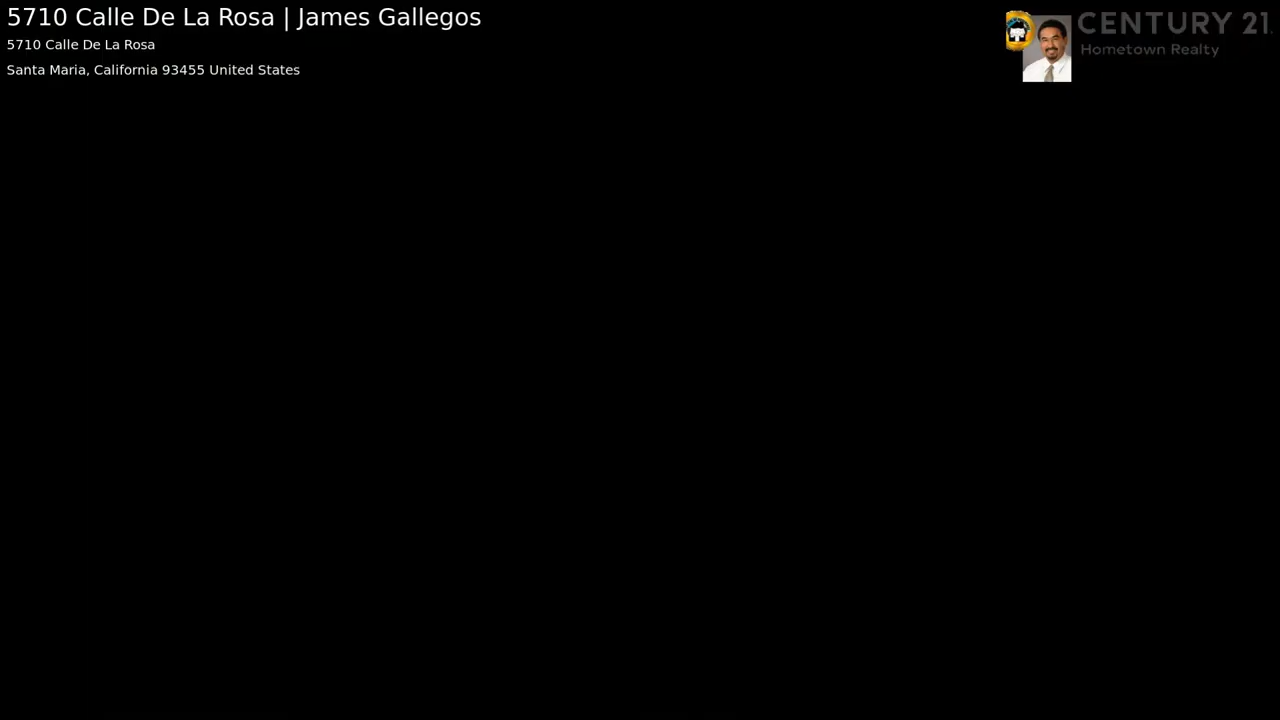 5710 Calle De La Rosa | James Gallegos
5710 Calle De La Rosa
Santa Maria, California 93455 United States
CENTURY 21
Hometown Realty